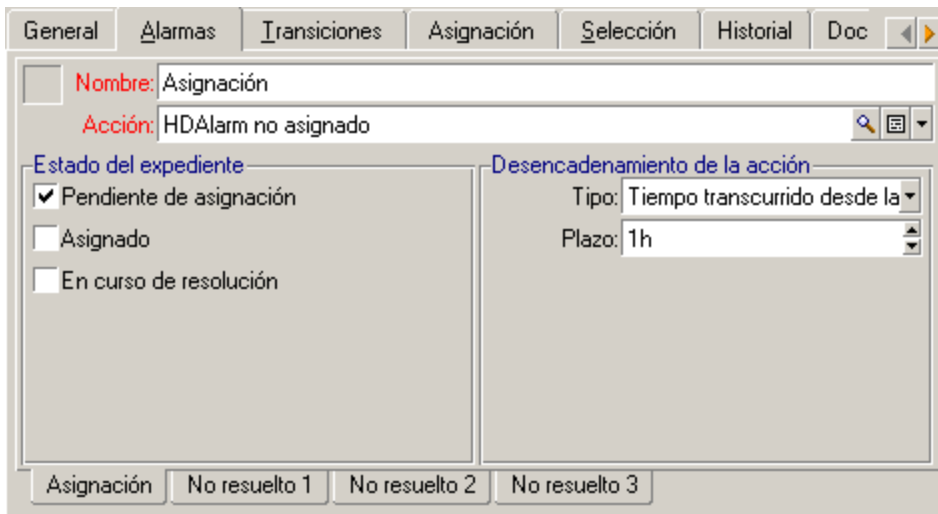 General Alarmas Transiciones Asignación Selección Historial Doc
Nombre: Asignación
Acción: HDAlarm no asignado
Estado del expediente Desencadenamiento de la acción
Pendiente de asignación Tipo: Tiempo transcurrido desde la
Asignado Plazo: 1h
En curso de resolución
Asignación No resuelto 1 No resuelto 2 No resuelto 3